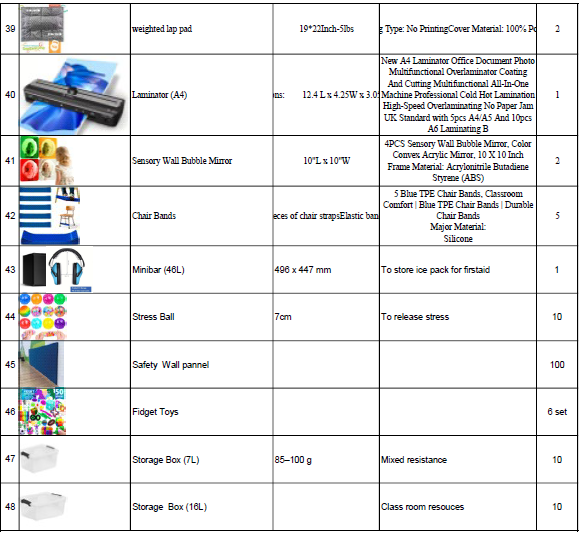 39 weighted lap pad 19*22Inch-5lbs g Type: No PrintingCover Material: 100% Po 2
40 Laminator (A4) ns: 12.4 L x 4.25W x 3.0 New A4 Laminator Office Document Photo
Multifunctional Overlaminator Coating
And Cutting Multifunctional All-In-One
Machine Professional Cold Hot Lamination
High-Speed Overlaminating No Paper Jam
UK Standard with 5pcs A4/A5 And 10pcs
A6 Laminating B 1
41 Sensory Wall Bubble Mirror 10"L x 10"W 4PCS Sensory Wall Bubble Mirror, Color
Convex Acrylic Mirror, 10 X 10 Inch
Frame Material: Acrylonitrile Butadiene
Styrene (ABS) 2
42 Chair Bands eces of chair strapsElastic ban 5 Blue TPE Chair Bands, Classroom
Comfort | Blue TPE Chair Bands | Durable
Chair Bands
Major Material:
Silicone 5
43 Minibar (46L) 496 x 447 mm To store ice pack for firstaid 1
44 Stress Ball 7cm To release stress 10
45 Safety Wall pannel 100
46 Fidget Toys 6 set
47 Storage Box (7L) 85–100 g Mixed resistance 10
48 Storage Box (16L) Class room resouces 10